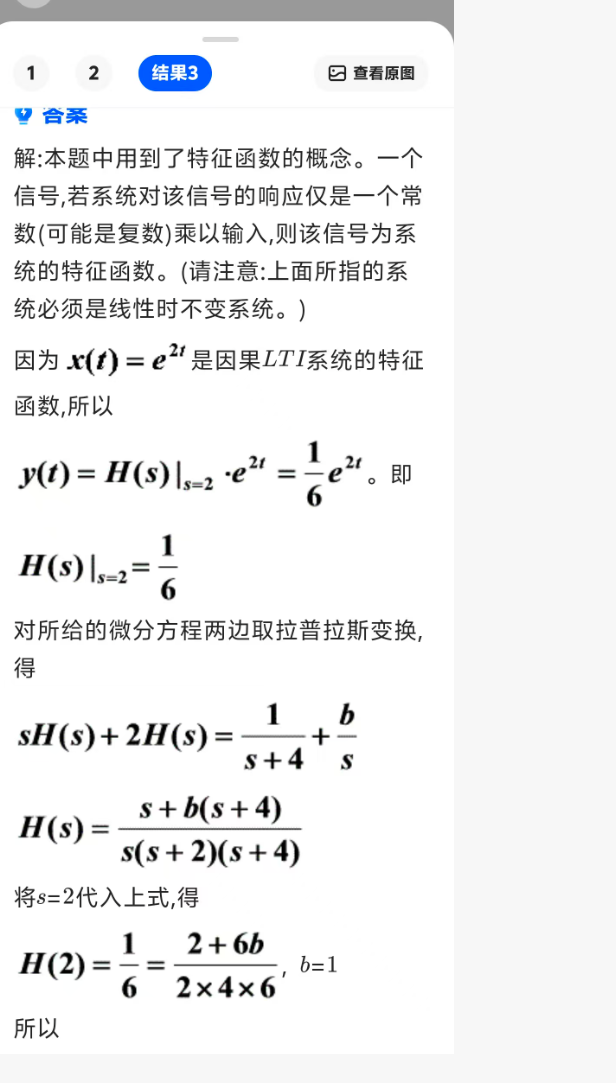 1 2 结果3 查看原图
答案
解:本题中用到了特征函数的概念。一个
信号,若系统对该信号的响应仅是一个常
数(可能是复数)乘以输入,则该信号为系
统的特征函数。(请注意:上面所指的系
统必须是线性时不变系统。)
因为 x(t) = e^{2t} 是因果LTI系统的特征
函数,所以
y(t) = H(s)|_{s=2} ·e^{2t} = \frac{1}{6}e^{2t} 。即
H(s)|_{s=2} = \frac{1}{6}
对所给的微分方程两边取拉普拉斯变换,
得
sH(s) + 2H(s) = \frac{1}{s+4} + \frac{b}{s}
H(s) = \frac{s+b(s+4)}{s(s+2)(s+4)}
将s=2代入上式,得
H(2) = \frac{1}{6} = \frac{2+6b}{2×4×6}, b=1
所以